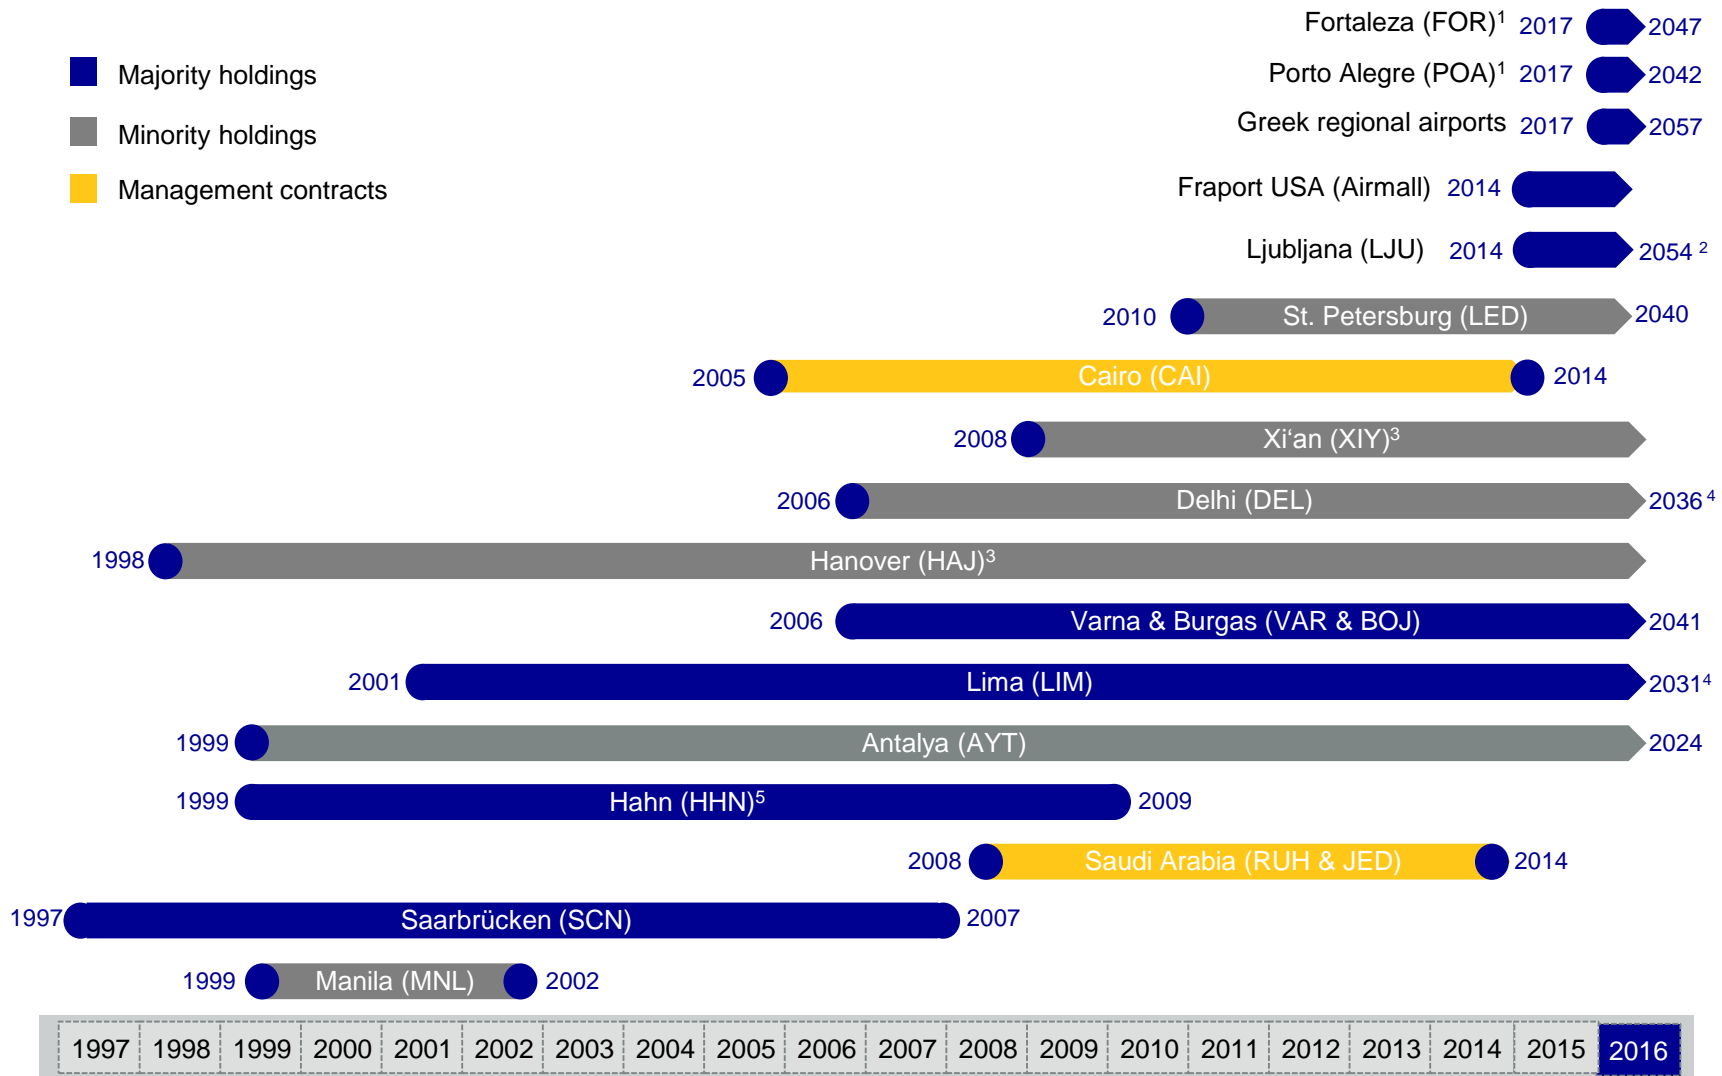 Fortaleza (FOR)¹ 2017 2047
Majority holdings
Porto Alegre (POA)¹ 2017 2042
Minority holdings
Greek regional airports 2017 2057
Management contracts
Fraport USA (Airmall) 2014
Ljubljana (LJU) 2014 2054 ²
2010 St. Petersburg (LED) 2040
2005 Cairo (CAI) 2014
2008 Xi‘an (XIY)³
2006 Delhi (DEL) 2036 ⁴
1998 Hanover (HAJ)³
2006 Varna & Burgas (VAR & BOJ) 2041
2001 Lima (LIM) 2031⁴
1999 Antalya (AYT) 2024
1999 Hahn (HHN)⁵ 2009
2008 Saudi Arabia (RUH & JED) 2014
1997 Saarbrücken (SCN) 2007
1999 Manila (MNL) 2002
1997 1998 1999 2000 2001 2002 2003 2004 2005 2006 2007 2008 2009 2010 2011 2012 2013 2014 2015 2016